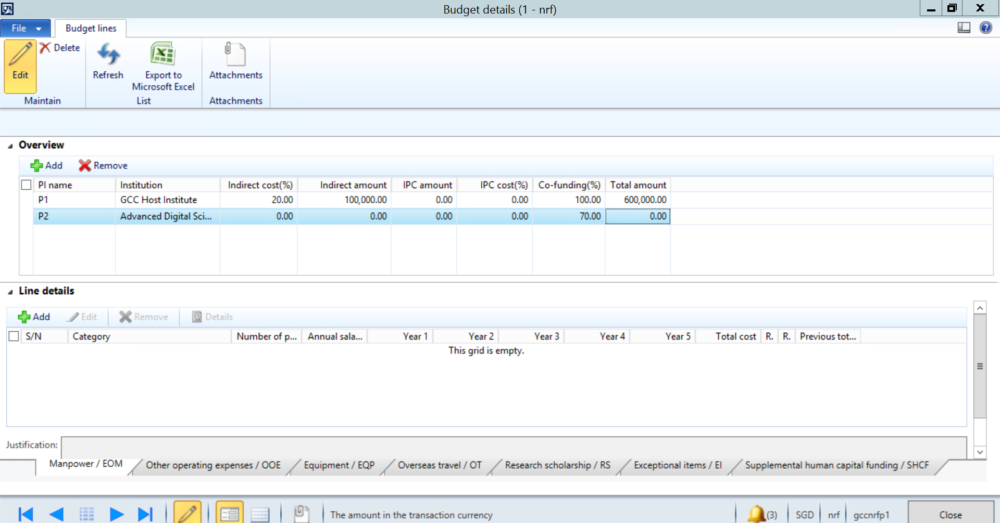 Budget details (1 - nrf)
File
Budget lines
Edit
Delete
Maintain
Refresh
Export to Microsoft Excel
List
Attachments
Attachments
Overview
Add Remove
PI name Institution Indirect cost(%) Indirect amount IPC amount IPC cost(%) Co-funding(%) Total amount
P1 GCC Host Institute 20.00 100,000.00 0.00 0.00 100.00 600,000.00
P2 Advanced Digital Sci... 0.00 0.00 0.00 0.00 70.00 0.00
Line details
Add Edit Remove Details
S/N Category Number of p... Annual sala... Year 1 Year 2 Year 3 Year 4 Year 5 Total cost R. R. Previous tot...
This grid is empty.
Justification:
Manpower / EOM Other operating expenses / OOE Equipment / EQP Overseas travel / OT Research scholarship / RS Exceptional items / EI Supplemental human capital funding / SHCF
The amount in the transaction currency (3) SGD nrf gccnrfp1 Close